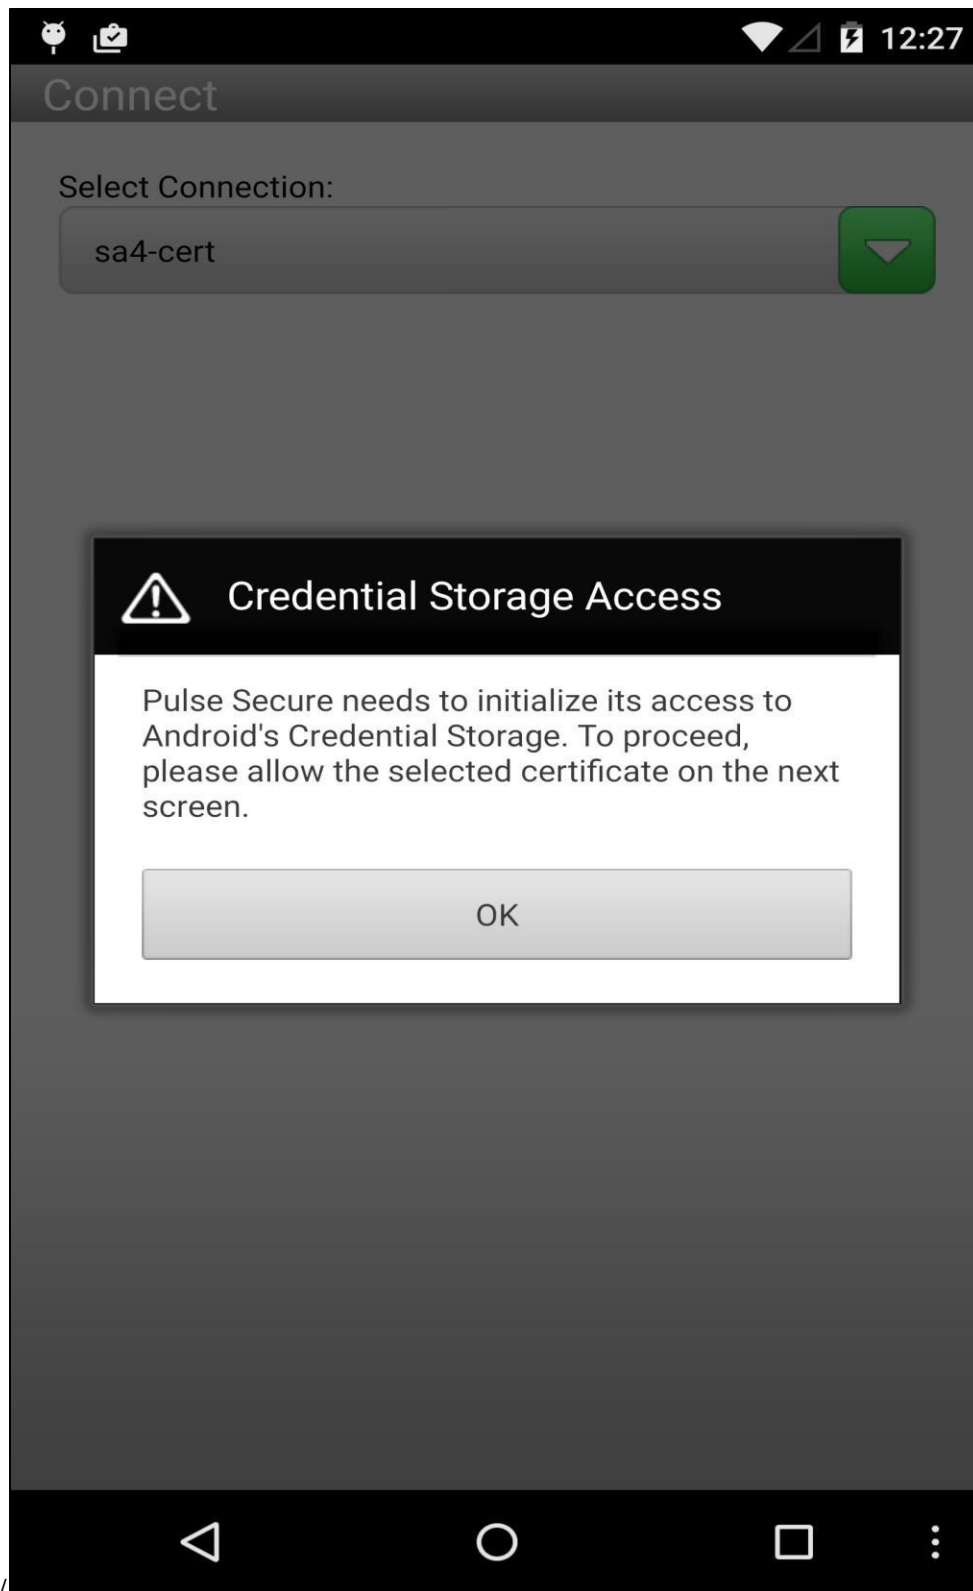 12:27
Connect
Select Connection:
sa4-cert
Credential Storage Access
Pulse Secure needs to initialize its access to
Android's Credential Storage. To proceed,
please allow the selected certificate on the next
screen.
OK
/